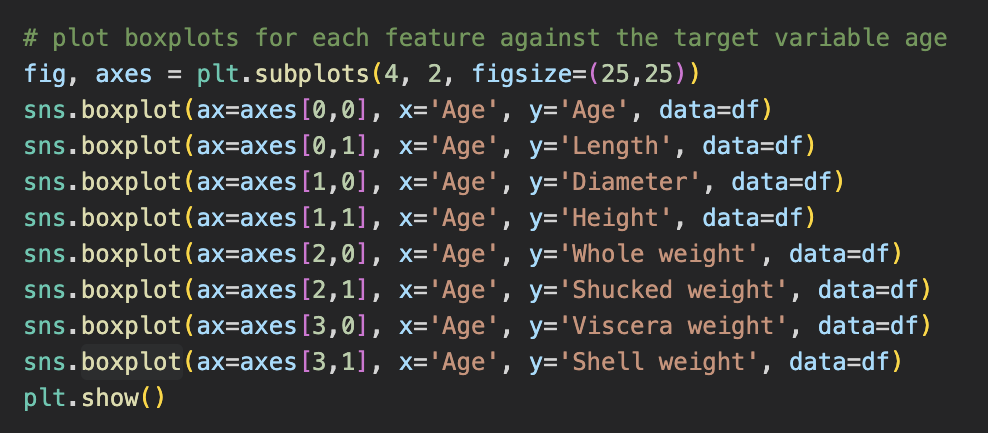 # plot boxplots for each feature against the target variable age
fig, axes = plt.subplots(4, 2, figsize=(25,25))
sns.boxplot(ax=axes[0,0], x='Age', y='Age', data=df)
sns.boxplot(ax=axes[0,1], x='Age', y='Length', data=df)
sns.boxplot(ax=axes[1,0], x='Age', y='Diameter', data=df)
sns.boxplot(ax=axes[1,1], x='Age', y='Height', data=df)
sns.boxplot(ax=axes[2,0], x='Age', y='Whole weight', data=df)
sns.boxplot(ax=axes[2,1], x='Age', y='Shucked weight', data=df)
sns.boxplot(ax=axes[3,0], x='Age', y='Viscera weight', data=df)
sns.boxplot(ax=axes[3,1], x='Age', y='Shell weight', data=df)
plt.show()